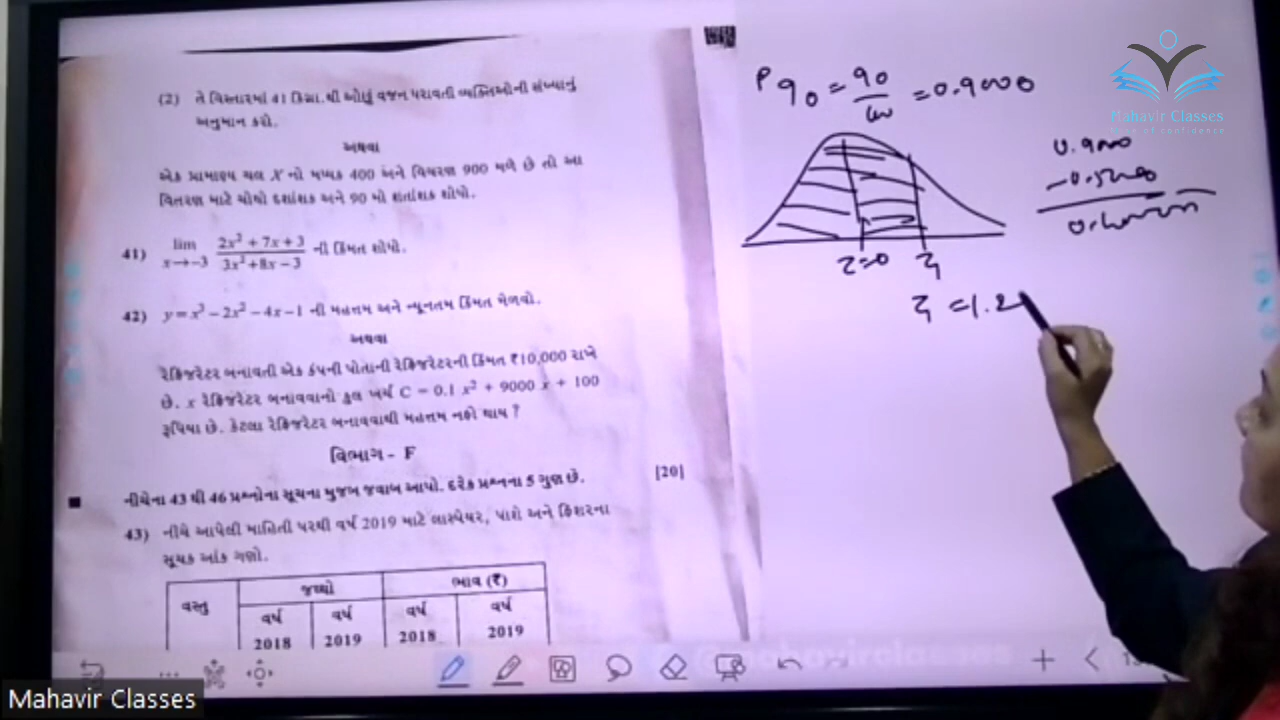 (2) તે વિસ્તારમાં 41 કિગ્રા.થી ઓછું વજન ધરાવતી વ્યક્તિઓની સંખ્યાનું
અનુમાન કરો.
અથવા
એક પ્રામાણ્ય ચલ X નો મધ્યક 400 અને વિચરણ 900 મળે છે તો આ
વિતરણ માટે ચોથો દશાંશક અને 90 મો શતાંશક શોધો.
41) lim x→-3 (2x² + 7x + 3)/(3x² + 8x - 3) ની કિંમત શોધો.
42) y = x³ - 2x² - 4x - 1 ની મહત્તમ અને ન્યૂનતમ કિંમત મેળવો.
અથવા
રેફ્રિજરેટર બનાવતી એક કંપની પોતાની રેફ્રિજરેટરની કિંમત ₹10,000 રાખે
છે. x રેફ્રિજરેટર બનાવવાનો કુલ ખર્ચ C = 0.1 x² + 9000 x + 100
રૂપિયા છે. કેટલા રેફ્રિજરેટર બનાવવાથી મહત્તમ નફો થાય ?
વિભાગ - F
■ નીચેના 43 થી 46 પ્રશ્નોના સૂચના મુજબ જવાબ આપો. દરેક પ્રશ્નના 5 ગુણ છે. [20]
43) નીચે આપેલી માહિતી પરથી વર્ષ 2019 માટે લાસ્પેયર, પાશે અને ફિશરના
સૂચક આંક ગણો.
વસ્તુ જથ્થો ભાવ (₹)
વર્ષ 2018 વર્ષ 2019 વર્ષ 2018 વર્ષ 2019
P90 = 90/100 = 0.9000
0.9000
-0.5000
z=0 z1
z1 = 1.2
Mahavir Classes
Mahavir Classes